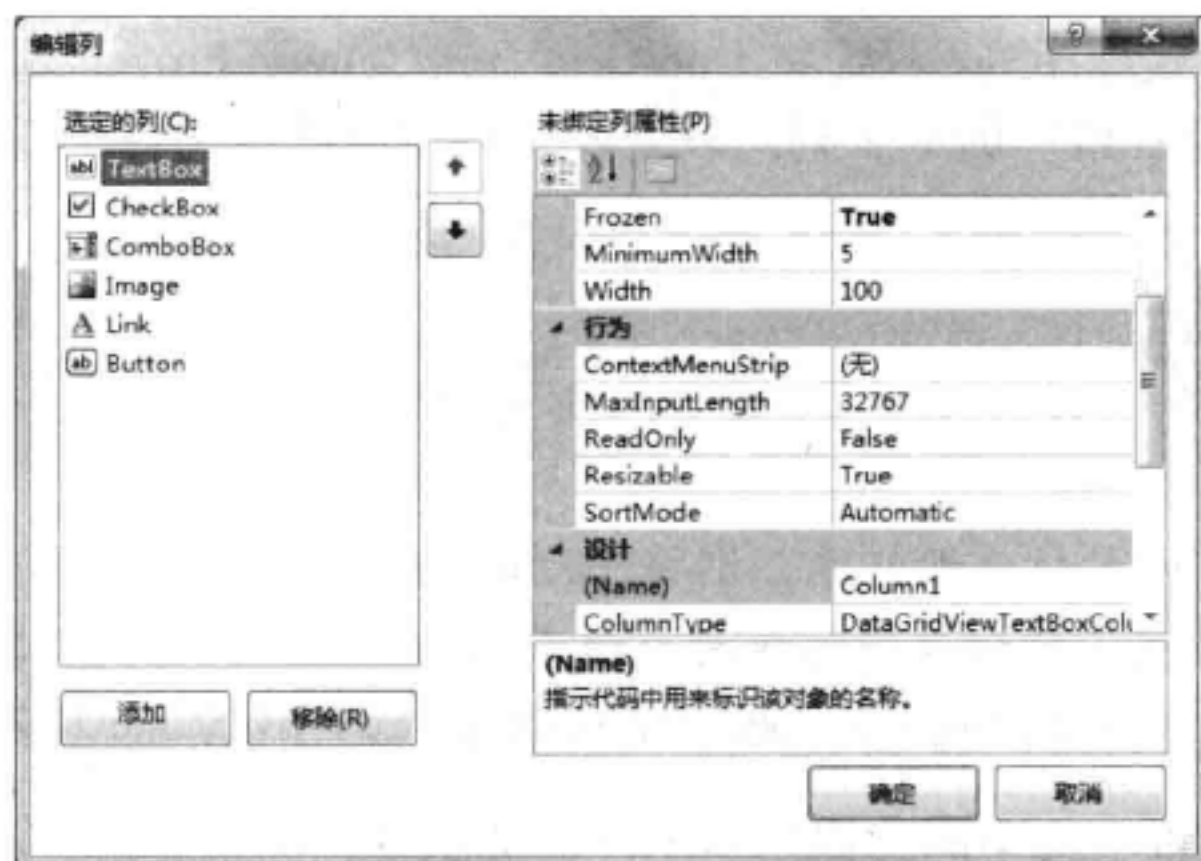 编辑列
选定的列(C):
TextBox
CheckBox
ComboBox
Image
Link
Button
添加
移除(R)
未绑定列属性(P)
Frozen True
MinimumWidth 5
Width 100
行为
ContextMenuStrip (无)
MaxInputLength 32767
ReadOnly False
Resizable True
SortMode Automatic
设计
(Name) Column1
ColumnType DataGridViewTextBoxColu
(Name)
指示代码中用来标识该对象的名称。
确定
取消